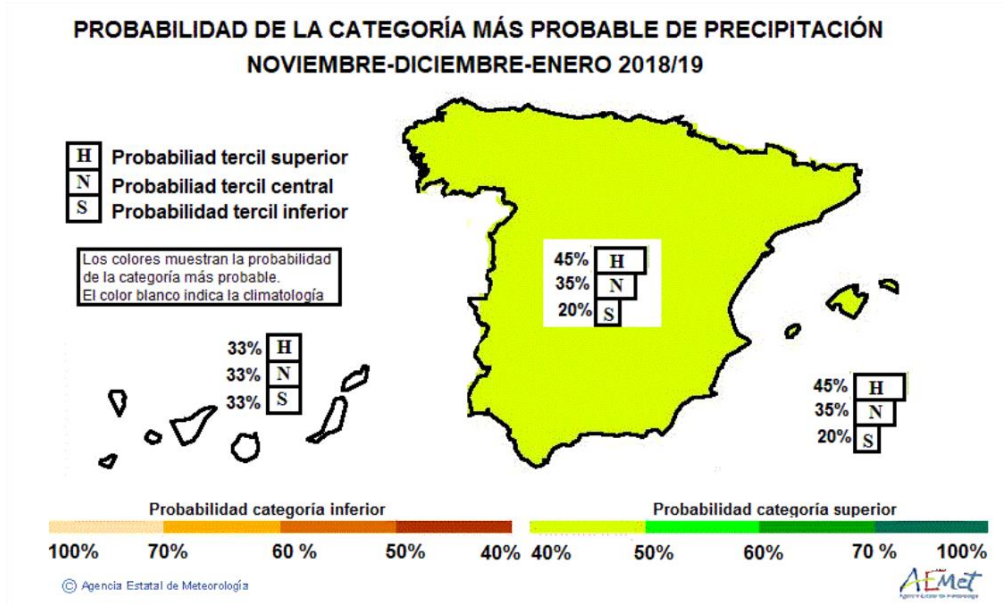 PROBABILIDAD DE LA CATEGORÍA MÁS PROBABLE DE PRECIPITACIÓN
NOVIEMBRE-DICIEMBRE-ENERO 2018/19
H Probabiliad tercil superior
N Probabiliad tercil central
S Probabilidad tercil inferior
Los colores muestran la probabilidad
de la categoría más probable.
El color blanco indica la climatología
45% H
35% N
20% S
33% H
33% N
33% S
45% H
35% N
20% S
Probabilidad categoría inferior
100% 70% 60 % 50% 40%
Probabilidad categoría superior
40% 50% 60% 70 % 100%
© Agencia Estatal de Meteorología
AEMet